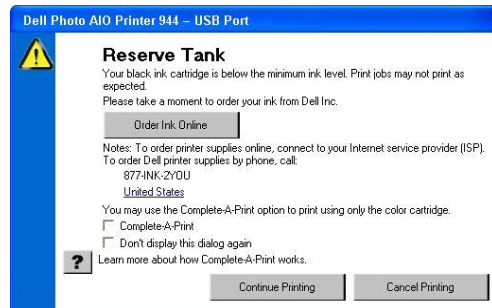 Dell Photo AIO Printer 944 – USB Port
Reserve Tank
Your black ink cartridge is below the minimum ink level. Print jobs may not print as
expected.
Please take a moment to order your ink from Dell Inc.
Order Ink Online
Notes: To order printer supplies online, connect to your Internet service provider (ISP).
To order Dell printer supplies by phone, call:
877-INK-2YOU
United States
You may use the Complete-A-Print option to print using only the color cartridge.
Complete-A-Print
Don't display this dialog again
? Learn more about how Complete-A-Print works.
Continue Printing Cancel Printing